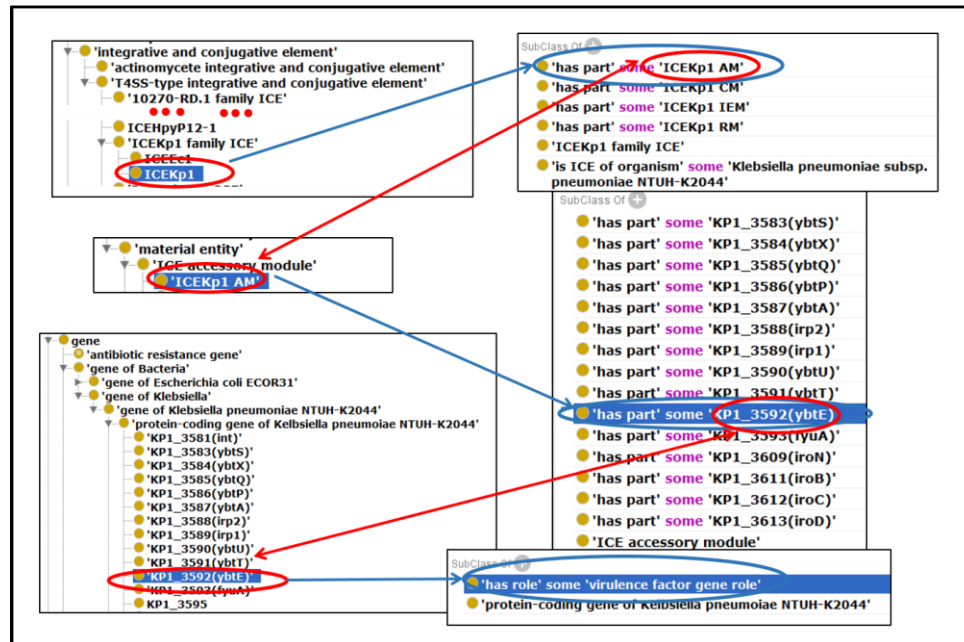 'integrative and conjugative element'
'actinomycete integrative and conjugative element'
'T4SS-type integrative and conjugative element'
'10270-RD.1 family ICE'
ICEHpyP12-1
'ICEKp1 family ICE'
ICEEc1
ICEKp1
SubClass Of
'has part' some 'ICEKp1 AM'
'has part' some 'ICEKp1 CM'
'has part' some 'ICEKp1 IEM'
'has part' some 'ICEKp1 RM'
'ICEKp1 family ICE'
'is ICE of organism' some 'Klebsiella pneumoniae subsp.
pneumoniae NTUH-K2044'
'material entity'
'ICE accessory module'
'ICEKp1 AM'
SubClass Of
'has part' some 'KP1_3583(ybtS)'
'has part' some 'KP1_3584(ybtX)'
'has part' some 'KP1_3585(ybtQ)'
'has part' some 'KP1_3586(ybtP)'
'has part' some 'KP1_3587(ybtA)'
'has part' some 'KP1_3588(irp2)'
'has part' some 'KP1_3589(irp1)'
'has part' some 'KP1_3590(ybtU)'
'has part' some 'KP1_3591(ybtT)'
'has part' some 'KP1_3592(ybtE)'
'has part' some 'KP1_3593(fyuA)'
'has part' some 'KP1_3609(iroN)'
'has part' some 'KP1_3611(iroB)'
'has part' some 'KP1_3612(iroC)'
'has part' some 'KP1_3613(iroD)'
'ICE accessory module'
gene
'antibiotic resistance gene'
'gene of Bacteria'
'gene of Escherichia coli ECOR31'
'gene of Klebsiella'
'gene of Klebsiella pneumoniae NTUH-K2044'
'protein-coding gene of Kelbsiella pneumoiae NTUH-K2044'
'KP1_3581(int)'
'KP1_3583(ybtS)'
'KP1_3584(ybtX)'
'KP1_3585(ybtQ)'
'KP1_3586(ybtP)'
'KP1_3587(ybtA)'
'KP1_3588(irp2)'
'KP1_3589(irp1)'
'KP1_3590(ybtU)'
'KP1_3591(ybtT)'
'KP1_3592(ybtE)'
'KP1_3593(fyuA)'
KP1_3595
SubClass Of
'has role' some 'virulence factor gene role'
'protein-coding gene of Kelbsiella pneumoiae NTUH-K2044'